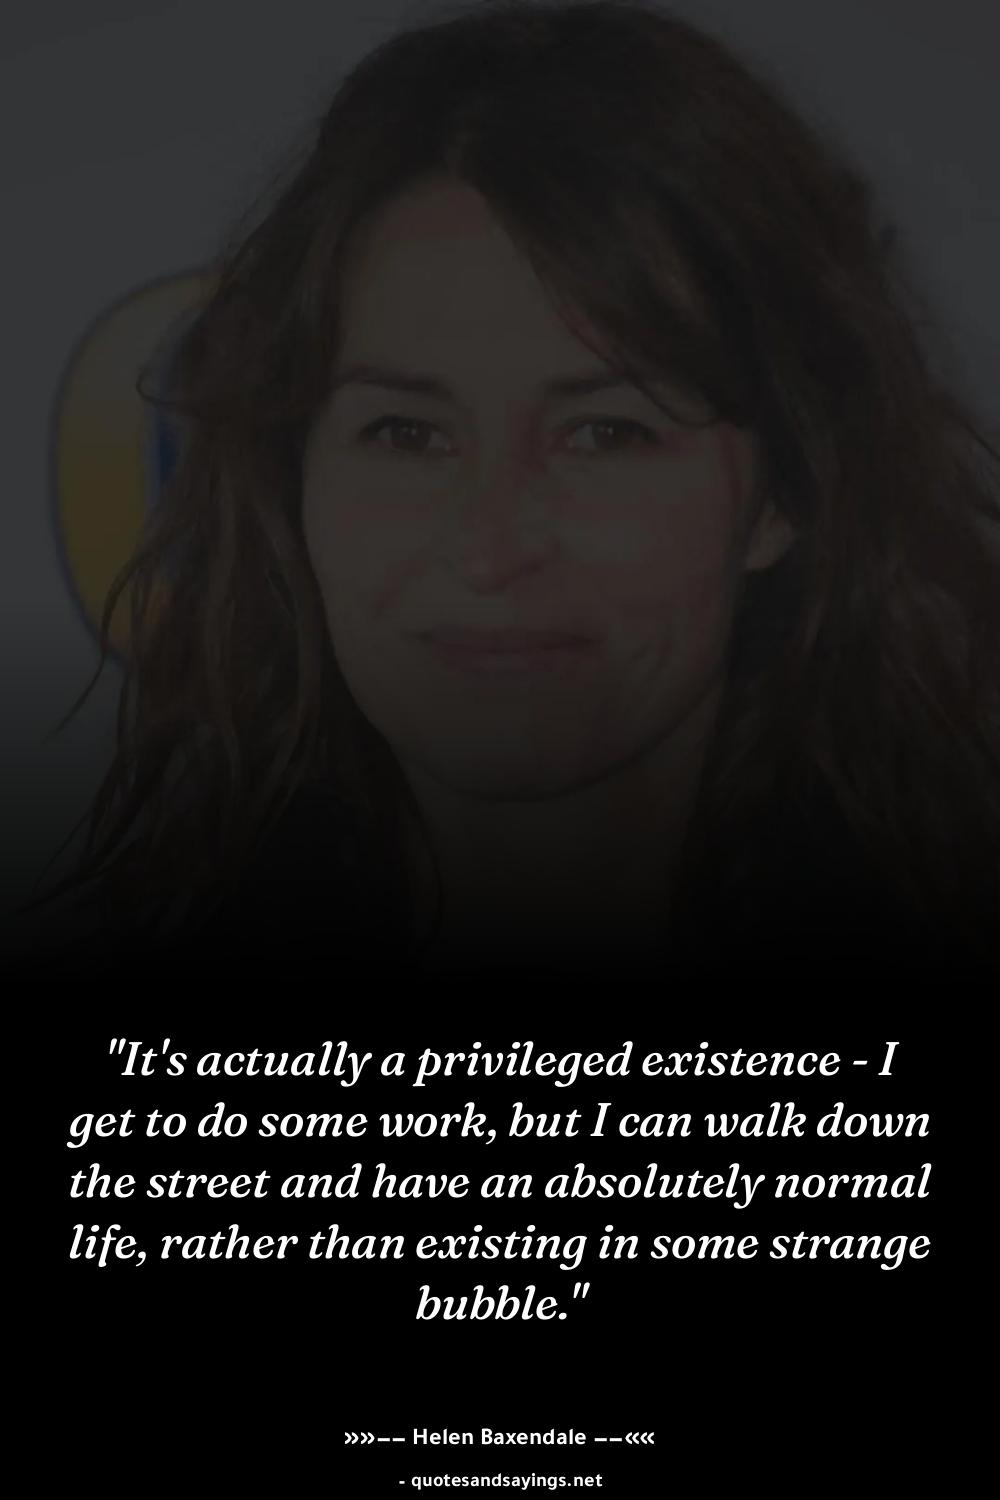 "It's actually a privileged existence - I
get to do some work, but I can walk down
the street and have an absolutely normal
life, rather than existing in some strange
bubble."
»»−− Helen Baxendale −−««
- quotesandsayings.net